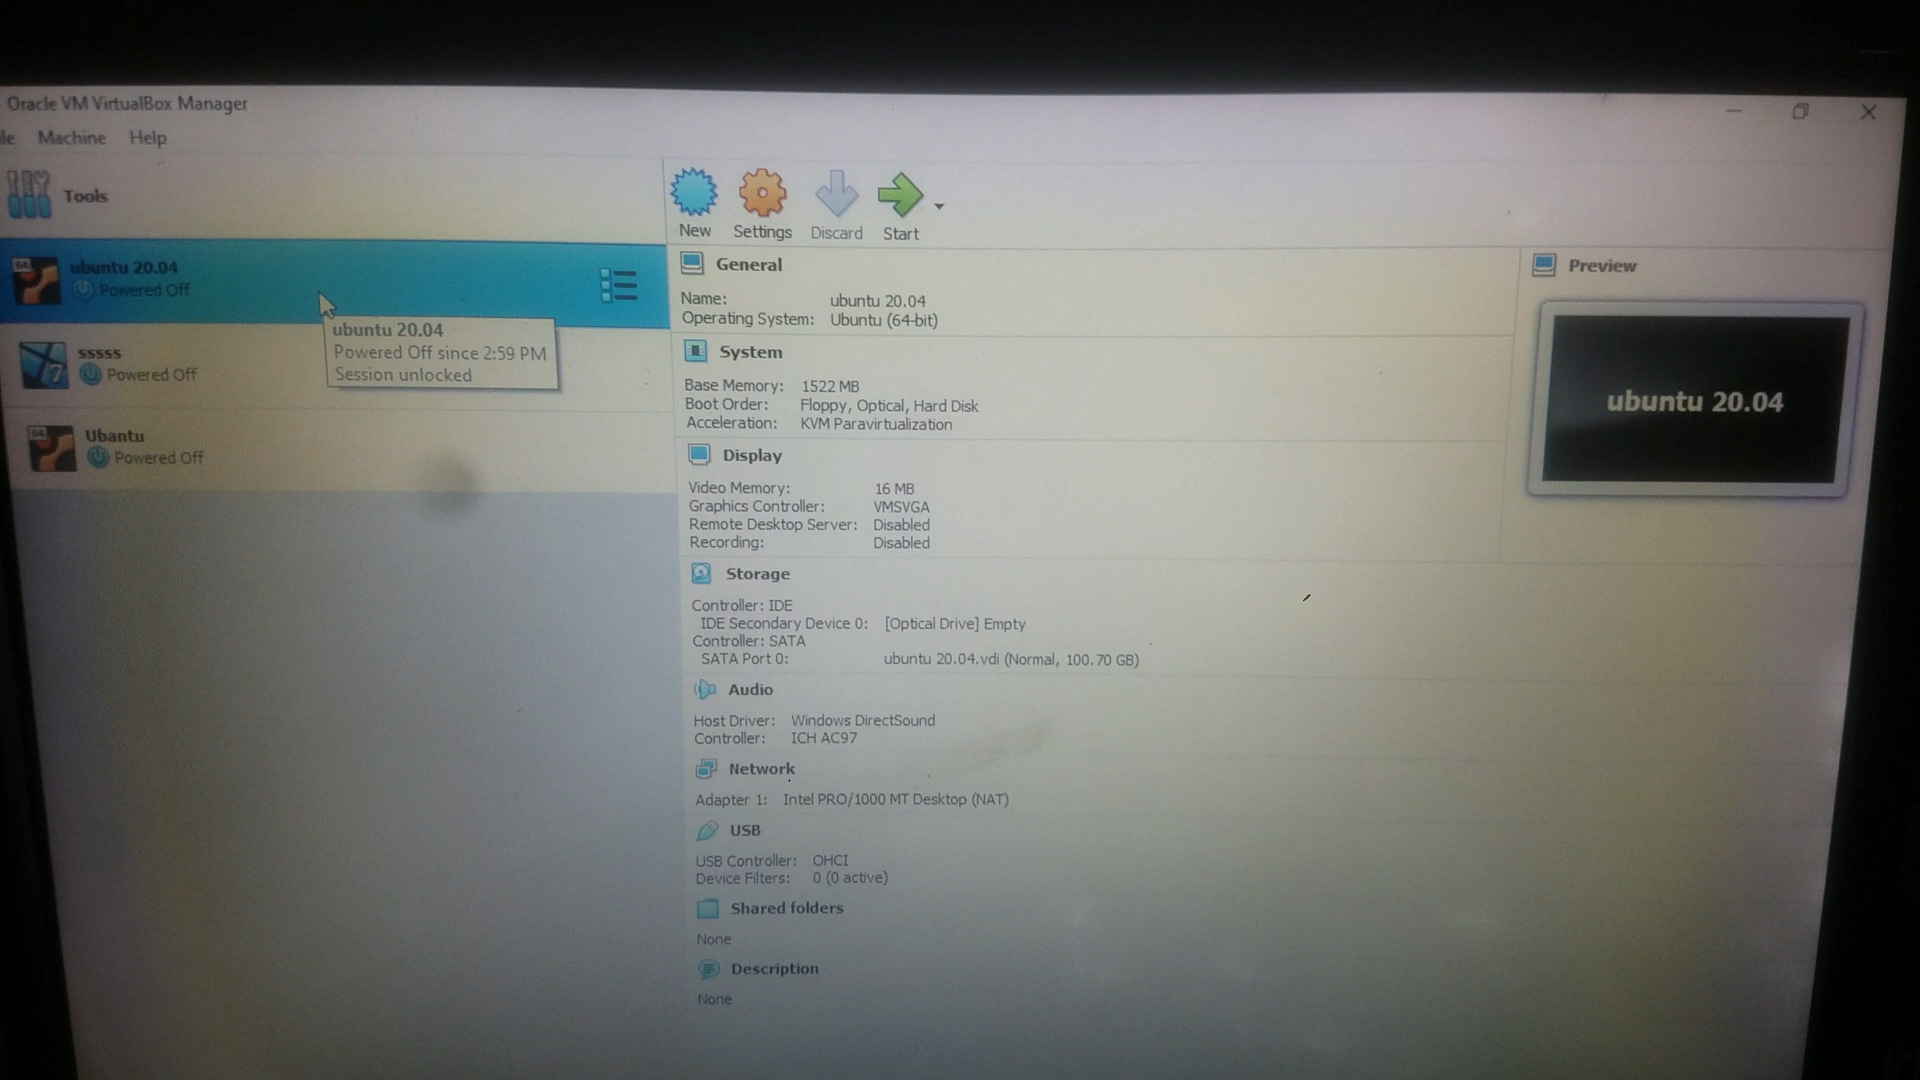 Oracle VM VirtualBox Manager
le Machine Help
Tools
New Settings Discard Start
ubuntu 20.04
Powered Off
ubuntu 20.04
Powered Off since 2:59 PM
Session unlocked
sssss
Powered Off
Ubantu
Powered Off
General
Name: ubuntu 20.04
Operating System: Ubuntu (64-bit)
System
Base Memory: 1522 MB
Boot Order: Floppy, Optical, Hard Disk
Acceleration: KVM Paravirtualization
Display
Video Memory: 16 MB
Graphics Controller: VMSVGA
Remote Desktop Server: Disabled
Recording: Disabled
Storage
Controller: IDE
IDE Secondary Device 0: [Optical Drive] Empty
Controller: SATA
SATA Port 0: ubuntu 20.04.vdi (Normal, 100.70 GB)
Audio
Host Driver: Windows DirectSound
Controller: ICH AC97
Network
Adapter 1: Intel PRO/1000 MT Desktop (NAT)
USB
USB Controller: OHCI
Device Filters: 0 (0 active)
Shared folders
None
Description
None
Preview
ubuntu 20.04